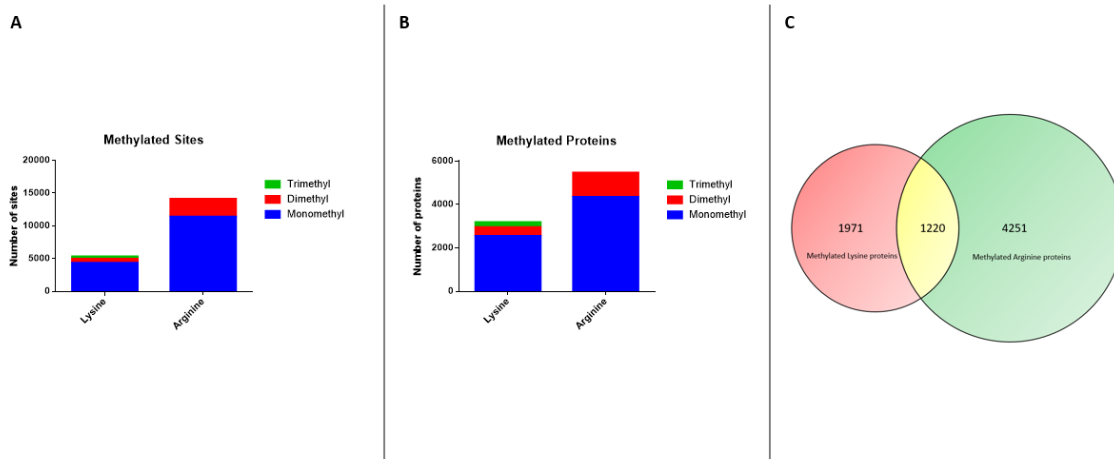 A
Methylated Sites
Number of sites
20000
15000
10000
5000
0
Lysine
Arginine
Trimethyl
Dimethyl
Monomethyl
B
Methylated Proteins
Number of proteins
6000
4000
2000
0
Lysine
Arginine
Trimethyl
Dimethyl
Monomethyl
C
1971
1220
4251
Methylated Lysine proteins
Methylated Arginine proteins